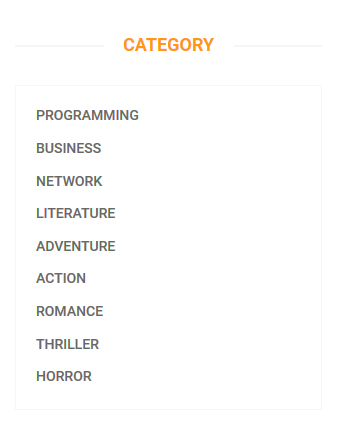 CATEGORY
PROGRAMMING
BUSINESS
NETWORK
LITERATURE
ADVENTURE
ACTION
ROMANCE
THRILLER
HORROR